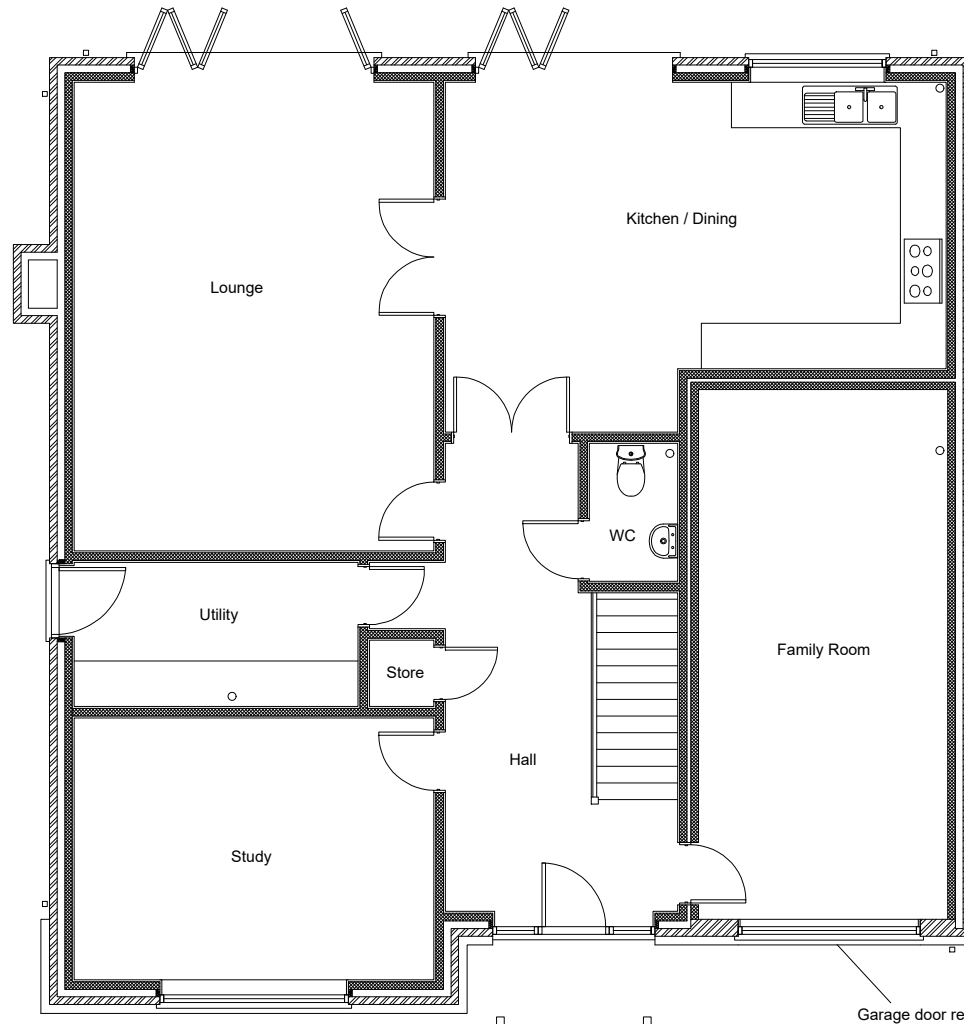 Kitchen / Dining
Lounge
WC
Utility
Family Room
Store
Hall
Study
Garage door re